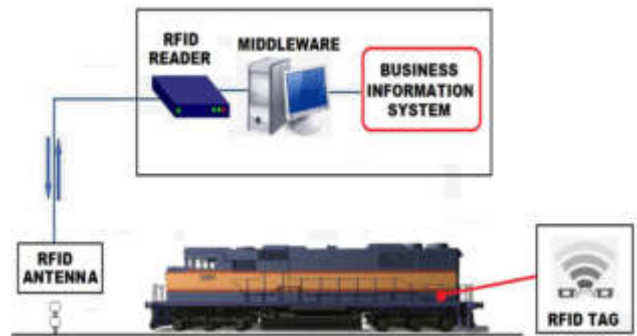 RFID
READER
MIDDLEWARE
BUSINESS
INFORMATION
SYSTEM
RFID
ANTENNA
RFID TAG